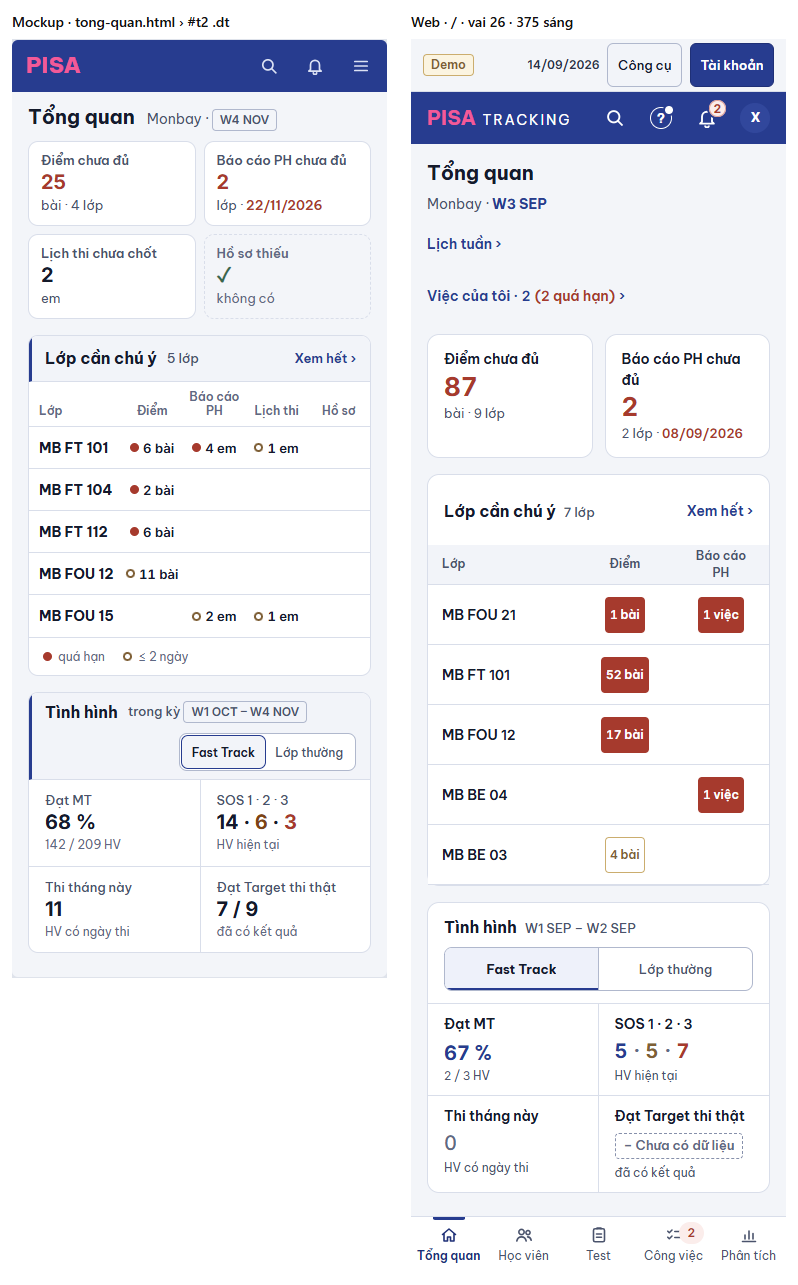 Mockup · tong-quan.html › #t2 .dt
PISA
Tổng quan Monbay · W4 NOV
Điểm chưa đủ
25
bài · 4 lớp
Báo cáo PH chưa đủ
2
lớp · 22/11/2026
Lịch thi chưa chốt
2
em
Hồ sơ thiếu
✓
không có
Lớp cần chú ý 5 lớp Xem hết ›
Lớp Điểm Báo cáo PH Lịch thi Hồ sơ
MB FT 101 6 bài 4 em 1 em
MB FT 104 2 bài
MB FT 112 6 bài
MB FOU 12 11 bài
MB FOU 15 2 em 1 em
quá hạn ≤ 2 ngày
Tình hình trong kỳ W1 OCT – W4 NOV
Fast Track Lớp thường
Đạt MT
68 %
142 / 209 HV
SOS 1 · 2 · 3
14 · 6 · 3
HV hiện tại
Thi tháng này
11
HV có ngày thi
Đạt Target thi thật
7 / 9
đã có kết quả
Web · / · vai 26 · 375 sáng
Demo 14/09/2026 Công cụ Tài khoản
PISA TRACKING ? 2 X
Tổng quan
Monbay · W3 SEP
Lịch tuần ›
Việc của tôi · 2 (2 quá hạn) ›
Điểm chưa đủ
87
bài · 9 lớp
Báo cáo PH chưa
đủ
2
2 lớp · 08/09/2026
Lớp cần chú ý 7 lớp Xem hết ›
Lớp Điểm Báo cáo PH
MB FOU 21 1 bài 1 việc
MB FT 101 52 bài
MB FOU 12 17 bài
MB BE 04 1 việc
MB BE 03 4 bài
Tình hình W1 SEP – W2 SEP
Fast Track Lớp thường
Đạt MT
67 %
2 / 3 HV
SOS 1 · 2 · 3
5 · 5 · 7
HV hiện tại
Thi tháng này
0
HV có ngày thi
Đạt Target thi thật
– Chưa có dữ liệu
đã có kết quả
2
Tổng quan Học viên Test Công việc Phân tích